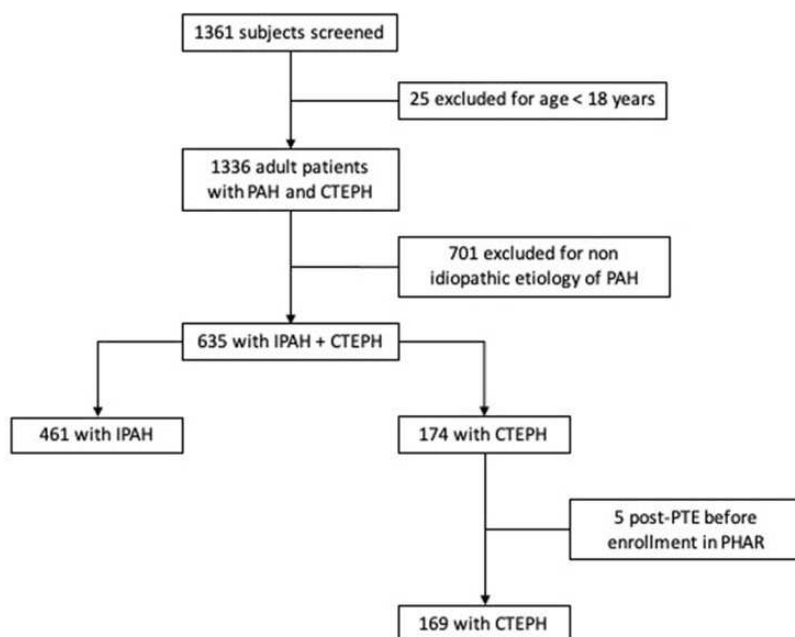 1361 subjects screened
25 excluded for age < 18 years
1336 adult patients
with PAH and CTEPH
701 excluded for non
idiopathic etiology of PAH
635 with IPAH + CTEPH
461 with IPAH
174 with CTEPH
5 post-PTE before
enrollment in PHAR
169 with CTEPH